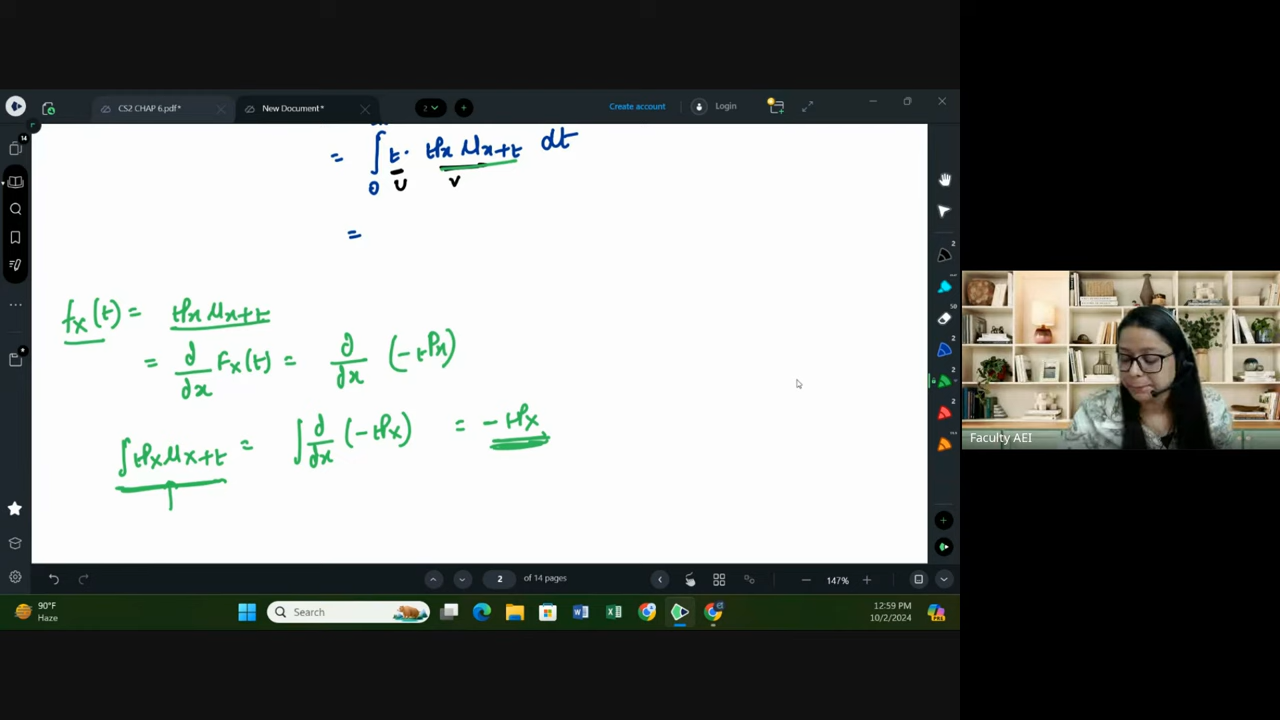 CS2 CHAP 6.pdf*
New Document*
2
Create account
Login
= ∫₀ t. tPx μx+t dt
U V
=
fx(t) = tPx μx+t
= d/dx Fx(t) = d/dx (-tPx)
∫tPx μx+t = ∫ d/dx (-tPx) = -tPx
Faculty AEI
2 of 14 pages
147%
90°F
Haze
Search
12:59 PM
10/2/2024